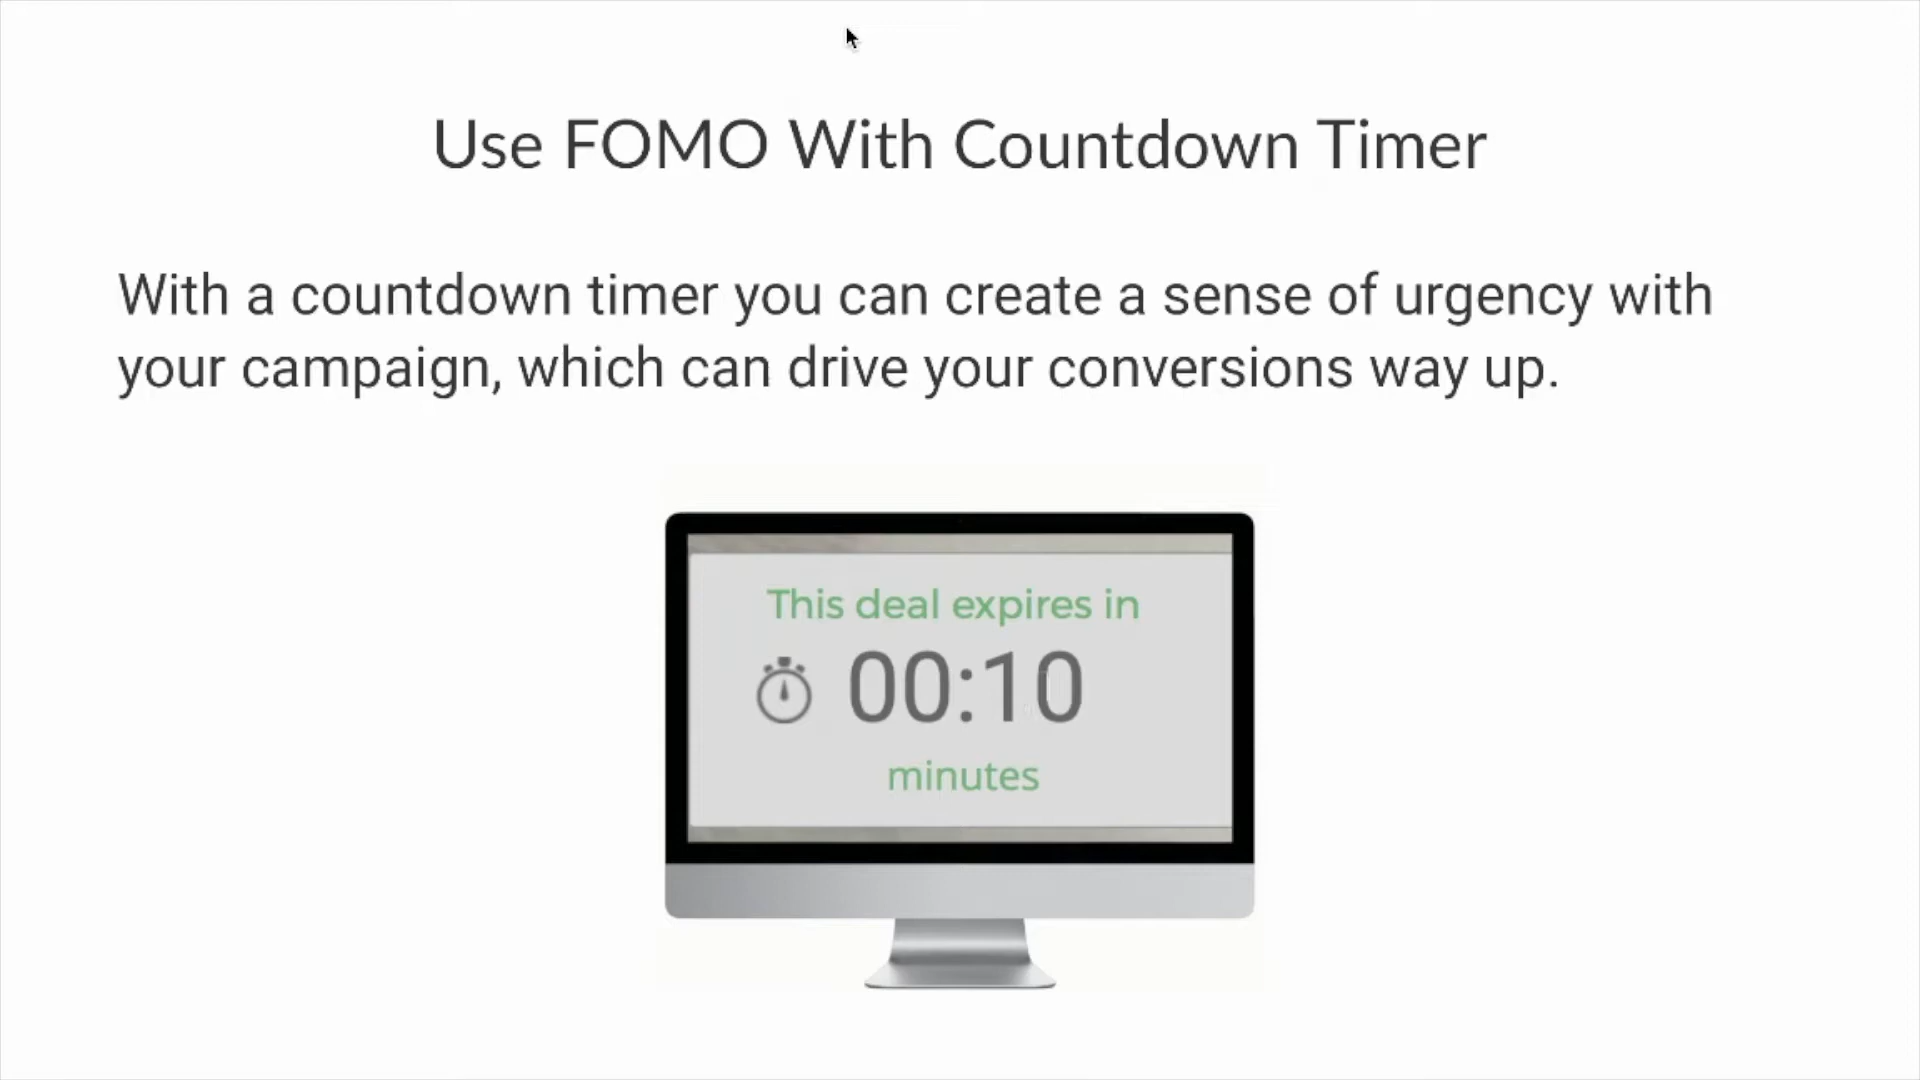 Use FOMO With Countdown Timer
With a countdown timer you can create a sense of urgency with
your campaign, which can drive your conversions way up.
This deal expires in
00:10
minutes